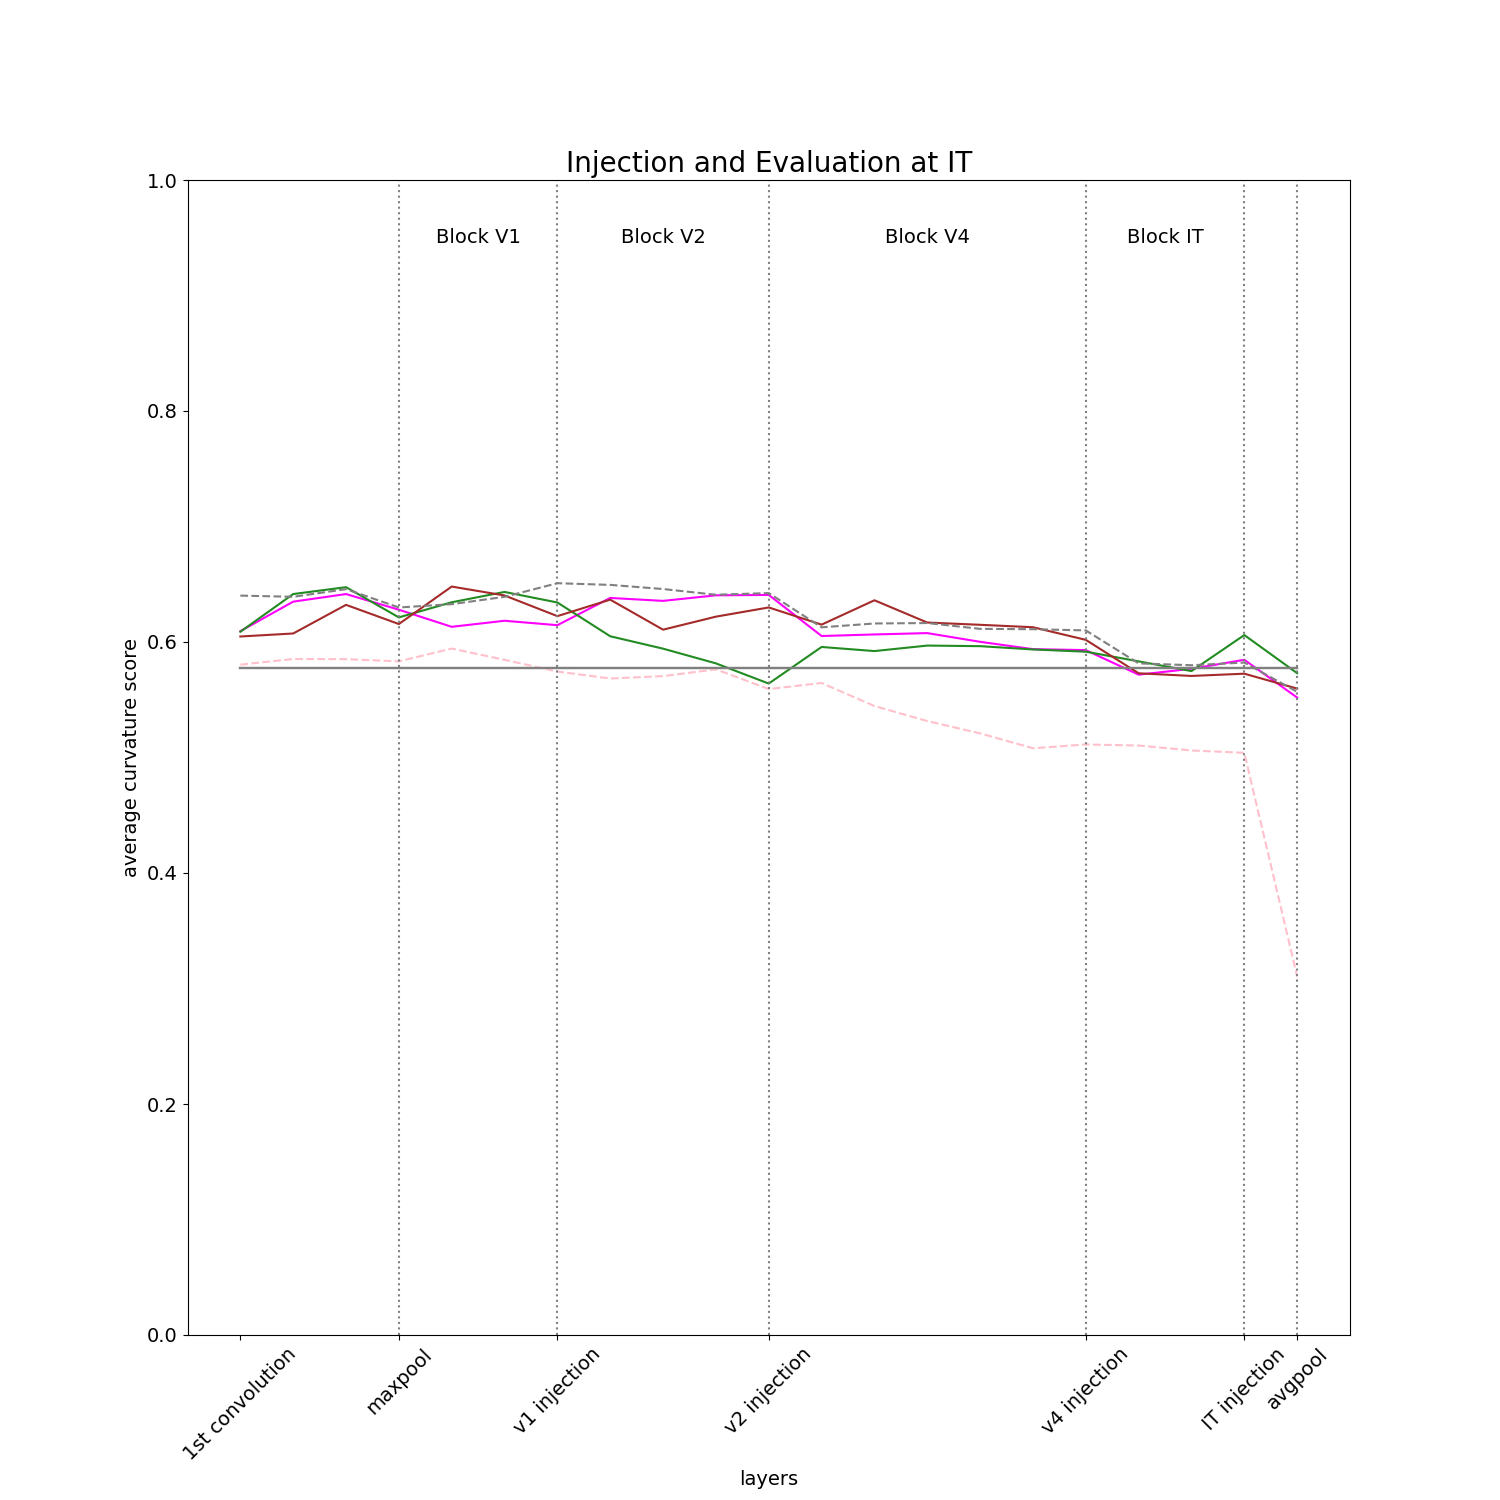 Injection and Evaluation at IT
1.0
Block V1 Block V2 Block V4 Block IT
0.8
0.6
average curvature score
0.4
0.2
0.0
1st convolution maxpool v1 injection v2 injection v4 injection IT injection avgpool
layers